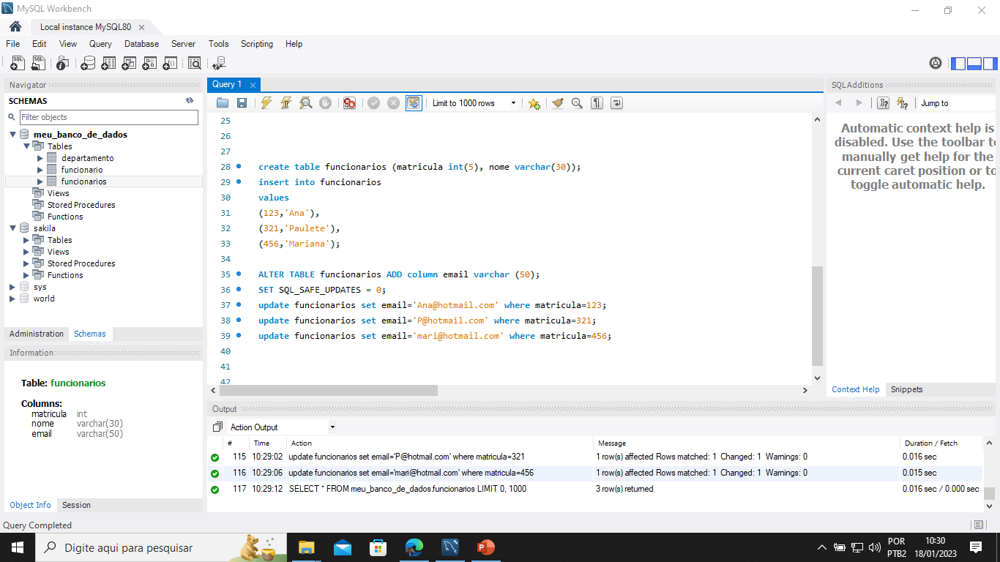 MySQL Workbench
Local instance MySQL80
File Edit View Query Database Server Tools Scripting Help
Navigator
SCHEMAS
Filter objects
meu_banco_de_dados
Tables
departamento
funcionario
funcionarios
Views
Stored Procedures
Functions
sakila
Tables
Views
Stored Procedures
Functions
sys
world
Administration Schemas
Information
Table: funcionarios
Columns:
matricula int
nome varchar(30)
email varchar(50)
Object Info Session
Query 1
Limit to 1000 rows
25
26
27
28 create table funcionarios (matricula int(5), nome varchar(30));
29 insert into funcionarios
30 values
31 (123,'Ana'),
32 (321,'Paulete'),
33 (456,'Mariana');
34
35 ALTER TABLE funcionarios ADD column email varchar (50);
36 SET SQL_SAFE_UPDATES = 0;
37 update funcionarios set email='Ana@hotmail.com' where matricula=123;
38 update funcionarios set email='P@hotmail.com' where matricula=321;
39 update funcionarios set email='mari@hotmail.com' where matricula=456;
40
41
42
SQLAdditions
Jump to
Automatic context help is
disabled. Use the toolbar to
manually get help for the
current caret position or to
toggle automatic help.
Context Help Snippets
Output
Action Output
# Time Action Message Duration / Fetch
115 10:29:02 update funcionarios set email='P@hotmail.com' where matricula=321 1 row(s) affected Rows matched: 1 Changed: 1 Warnings: 0 0.016 sec
116 10:29:06 update funcionarios set email='mari@hotmail.com' where matricula=456 1 row(s) affected Rows matched: 1 Changed: 1 Warnings: 0 0.015 sec
117 10:29:12 SELECT * FROM meu_banco_de_dados.funcionarios LIMIT 0, 1000 3 row(s) returned 0.016 sec / 0.000 sec
Query Completed
Digite aqui para pesquisar
POR
PTB2
10:30
18/01/2023